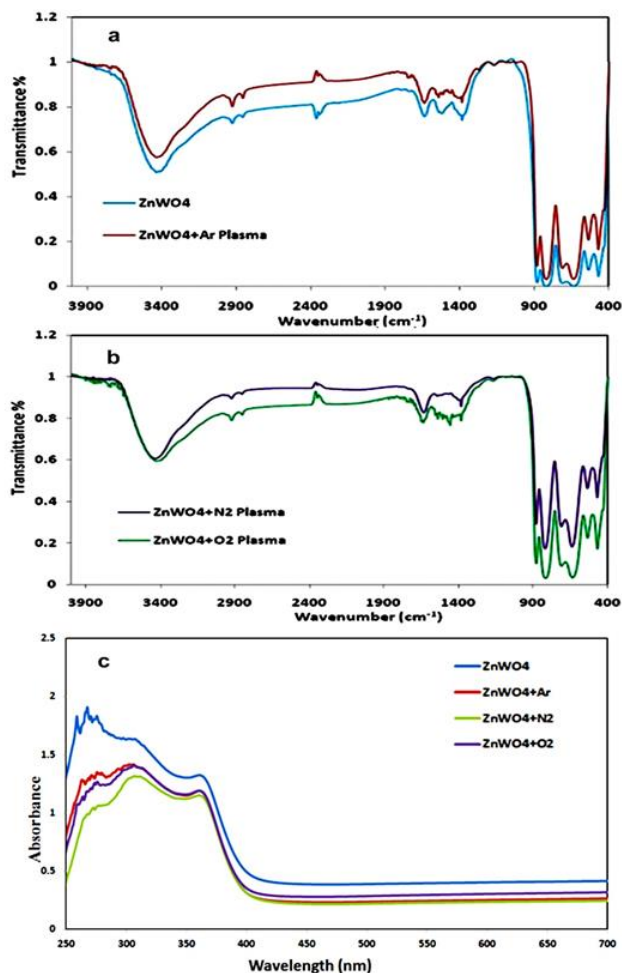 a
1.2
1
0.8
0.6
0.4
0.2
0
Transmittance%
ZnWO4
ZnWO4+Ar Plasma
3900 3400 2900 2400 1900 1400 900 400
Wavenumber (cm⁻¹)
b
1.2
1
0.8
0.6
0.4
0.2
0
Transmittance%
ZnWO4+N2 Plasma
ZnWO4+O2 Plasma
3900 3400 2900 2400 1900 1400 900 400
Wavenumber (cm⁻¹)
c
2.5
2
1.5
1
0.5
0
Absorbance
ZnWO4
ZnWO4+Ar
ZnWO4+N2
ZnWO4+O2
250 300 350 400 450 500 550 600 650 700
Wavelength (nm)